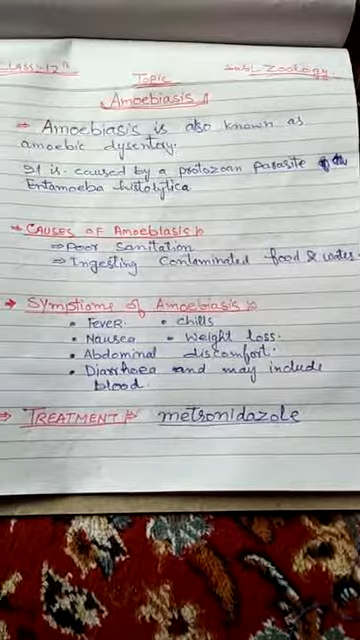 CLASS:-12th
Sub:- Zoology
Topic
Amoebiasis
→ Amoebiasis is also known as
amoebic dysentery.
It is caused by a protozoan parasite
Entamoeba histolytica
→ CAUSES OF Amoebiasis :-
⇒ Poor Sanitation
⇒ Ingesting Contaminated food & water.
→ Symptioms of Amoebiasis :-
• Fever • chills
• Nausea • Weight loss.
• Abdominal discomfort.
• Diarrhoea and may include
blood.
⇒ TREATMENT :- metronidazole